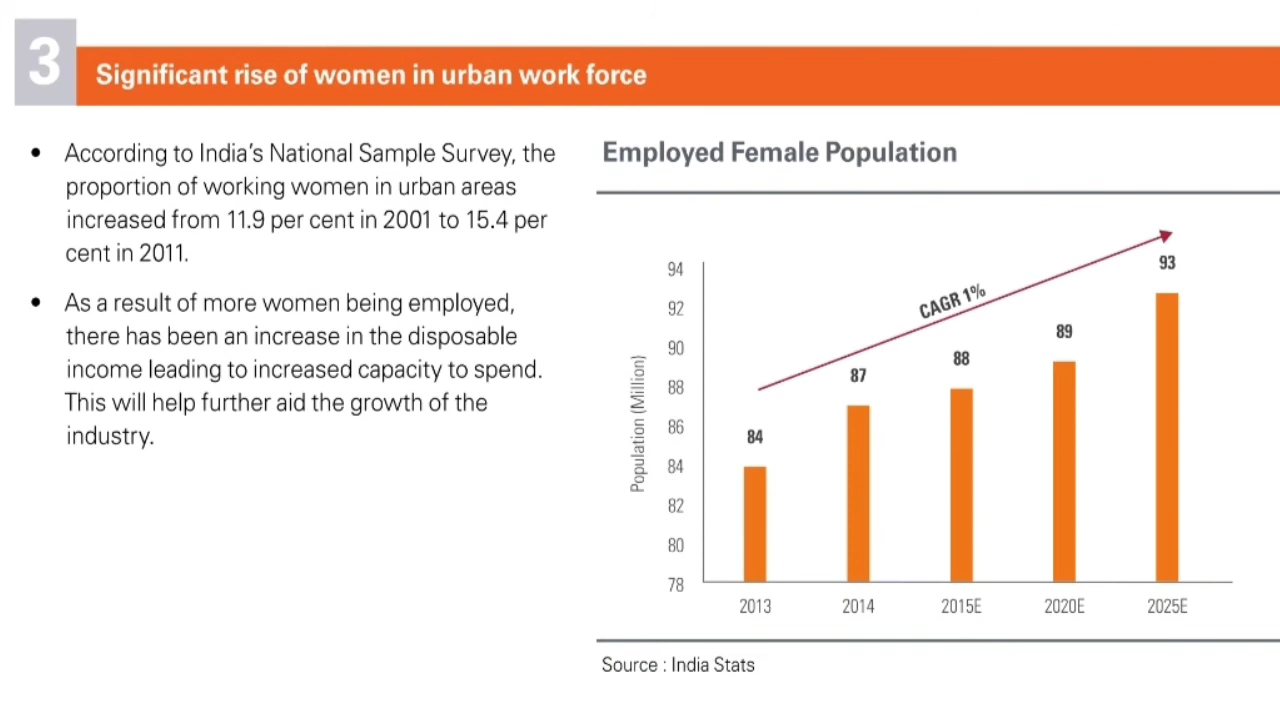 3
Significant rise of women in urban work force
• According to India's National Sample Survey, the
proportion of working women in urban areas
increased from 11.9 per cent in 2001 to 15.4 per
cent in 2011.
• As a result of more women being employed,
there has been an increase in the disposable
income leading to increased capacity to spend.
This will help further aid the growth of the
industry.
Employed Female Population
Population (Million)
94
92
90
88
86
84
82
80
78
CAGR 1%
84
87
88
89
93
2013 2014 2015E 2020E 2025E
Source : India Stats